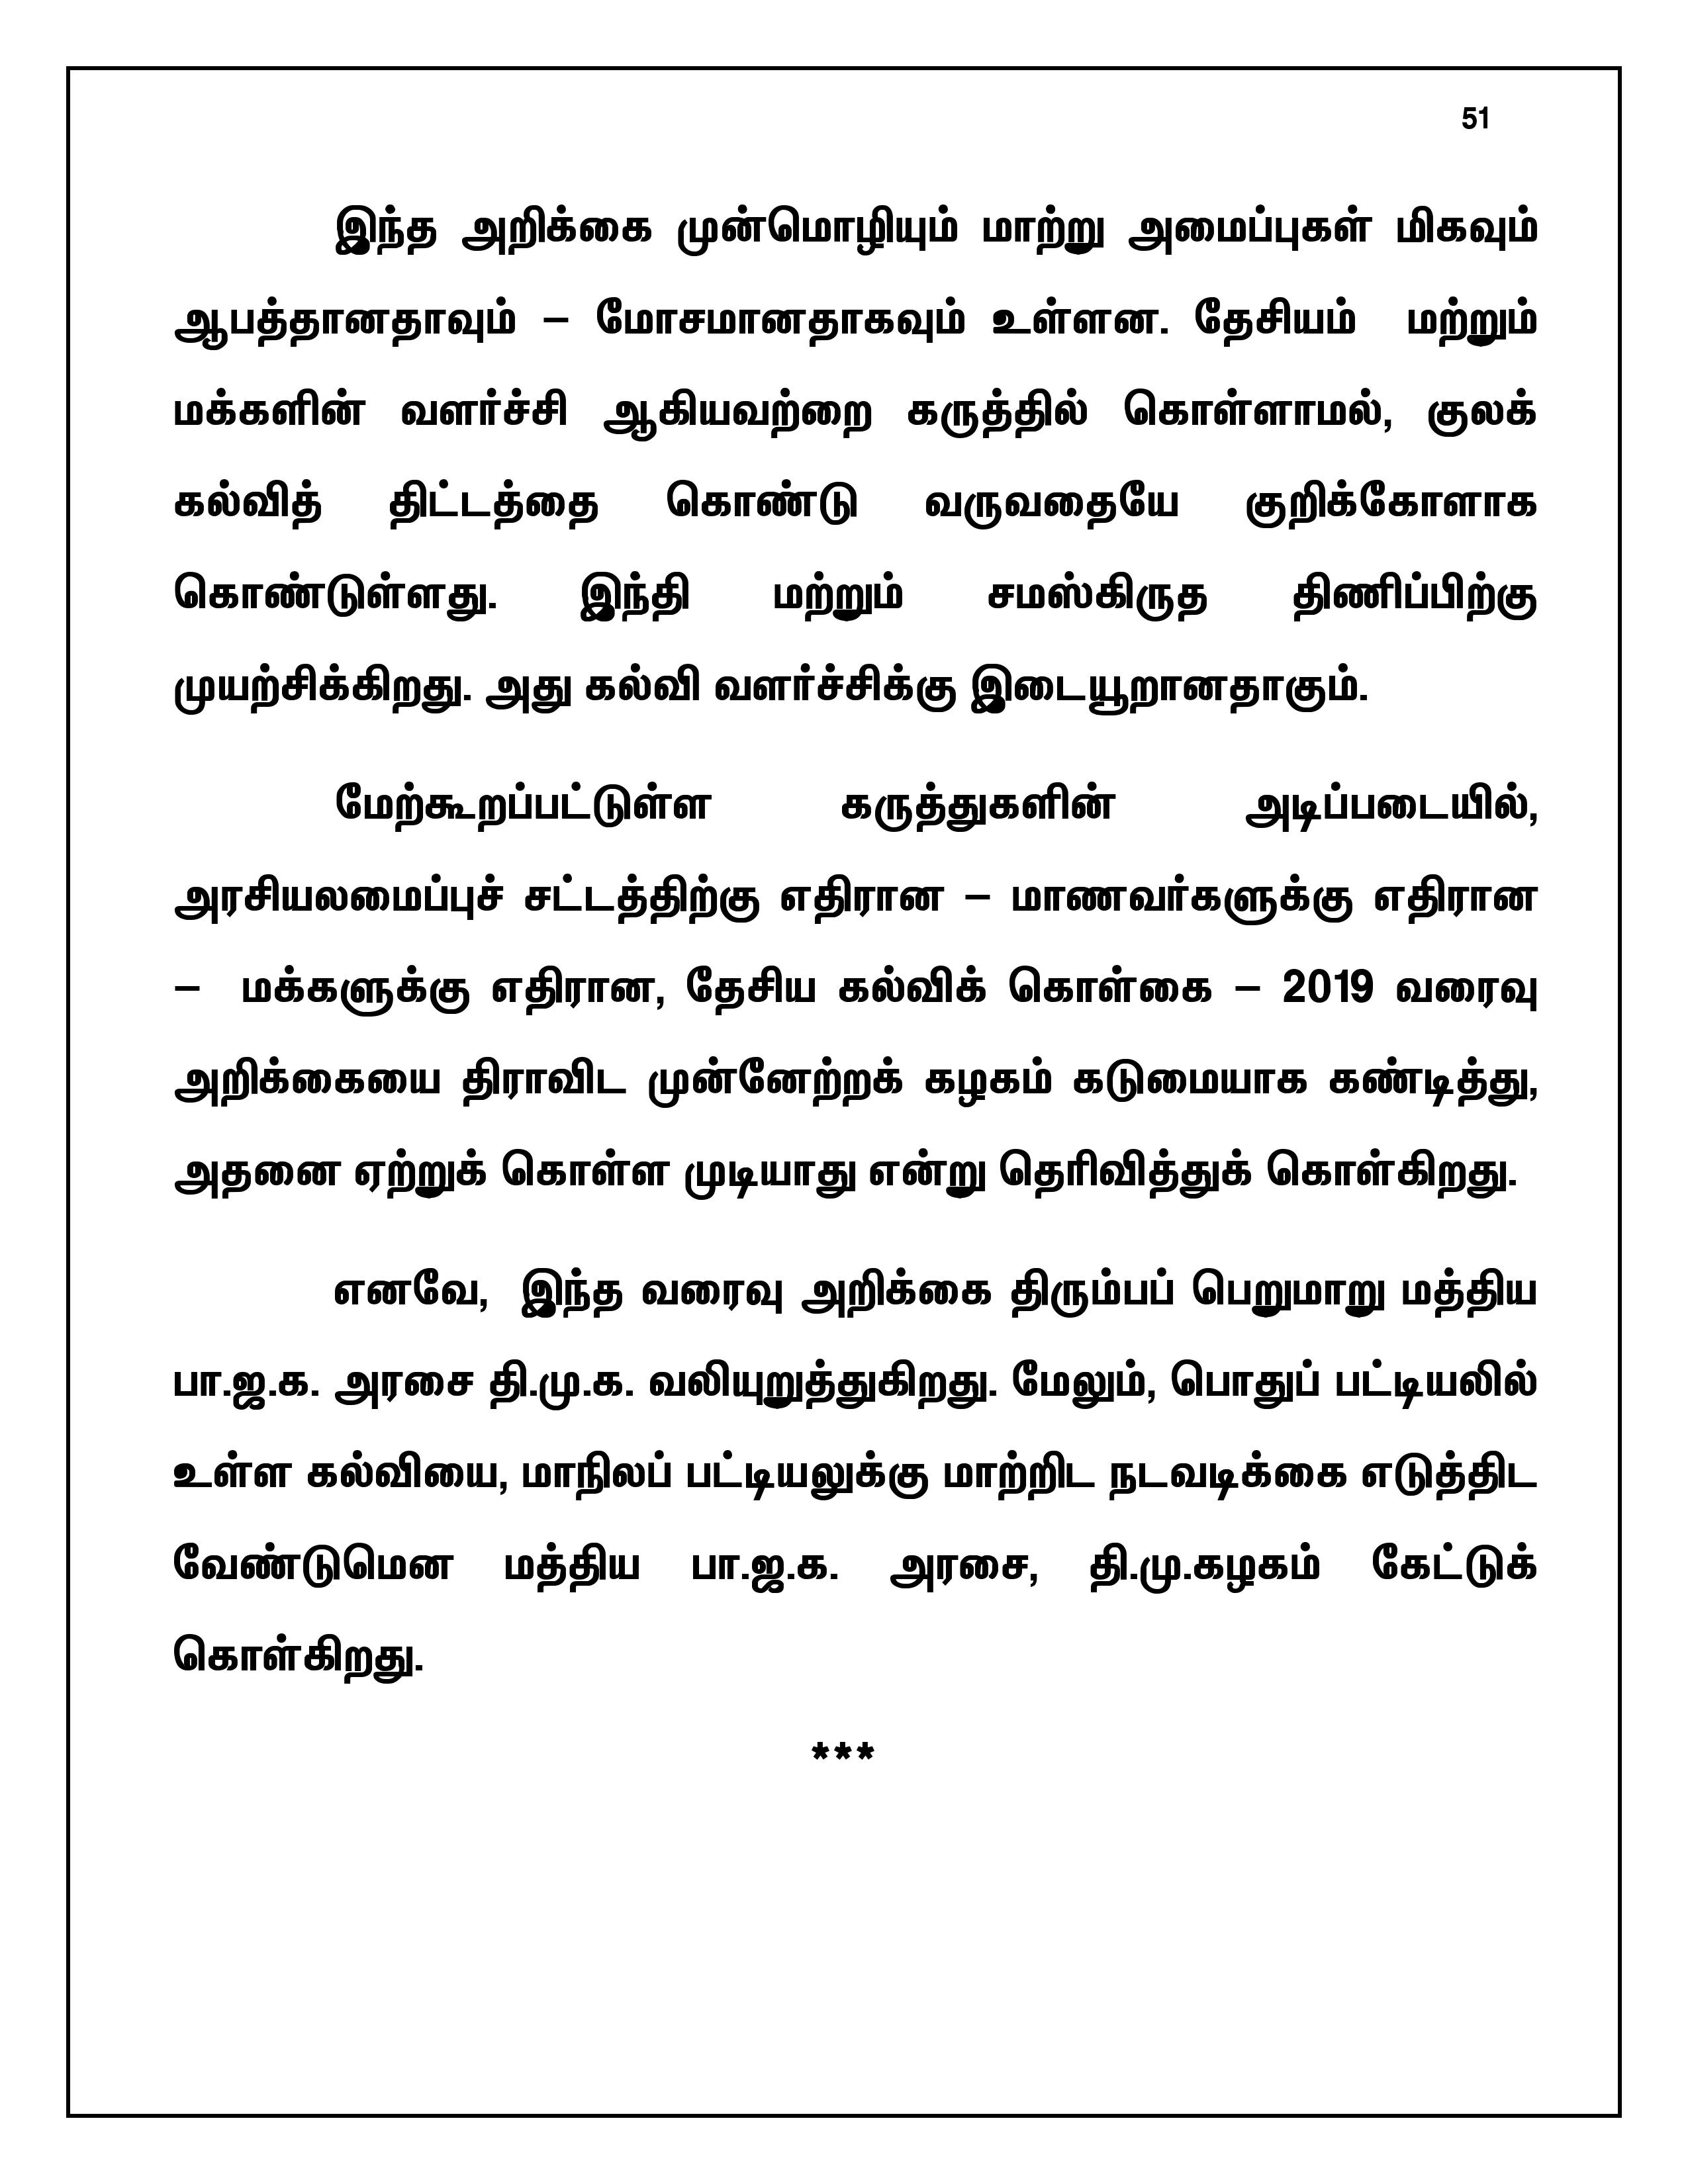 51
இந்த அறிக்கை முன்மொழியும் மாற்று அமைப்புகள் மிகவும்
ஆபத்தானதாவும் – மோசமானதாகவும் உள்ளன. தேசியம் மற்றும்
மக்களின் வளர்ச்சி ஆகியவற்றை கருத்தில் கொள்ளாமல், குலக்
கல்வித் திட்டத்தை கொண்டு வருவதையே குறிக்கோளாக
கொண்டுள்ளது. இந்தி மற்றும் சமஸ்கிருத திணிப்பிற்கு
முயற்சிக்கிறது. அது கல்வி வளர்ச்சிக்கு இடையூறானதாகும்.
மேற்கூறப்பட்டுள்ள கருத்துகளின் அடிப்படையில்,
அரசியலமைப்புச் சட்டத்திற்கு எதிரான – மாணவர்களுக்கு எதிரான
– மக்களுக்கு எதிரான, தேசிய கல்விக் கொள்கை – 2019 வரைவு
அறிக்கையை திராவிட முன்னேற்றக் கழகம் கடுமையாக கண்டித்து,
அதனை ஏற்றுக் கொள்ள முடியாது என்று தெரிவித்துக் கொள்கிறது.
எனவே, இந்த வரைவு அறிக்கை திரும்பப் பெறுமாறு மத்திய
பா.ஜ.க. அரசை தி.மு.க. வலியுறுத்துகிறது. மேலும், பொதுப் பட்டியலில்
உள்ள கல்வியை, மாநிலப் பட்டியலுக்கு மாற்றிட நடவடிக்கை எடுத்திட
வேண்டுமென மத்திய பா.ஜ.க. அரசை, தி.மு.கழகம் கேட்டுக்
கொள்கிறது.
***